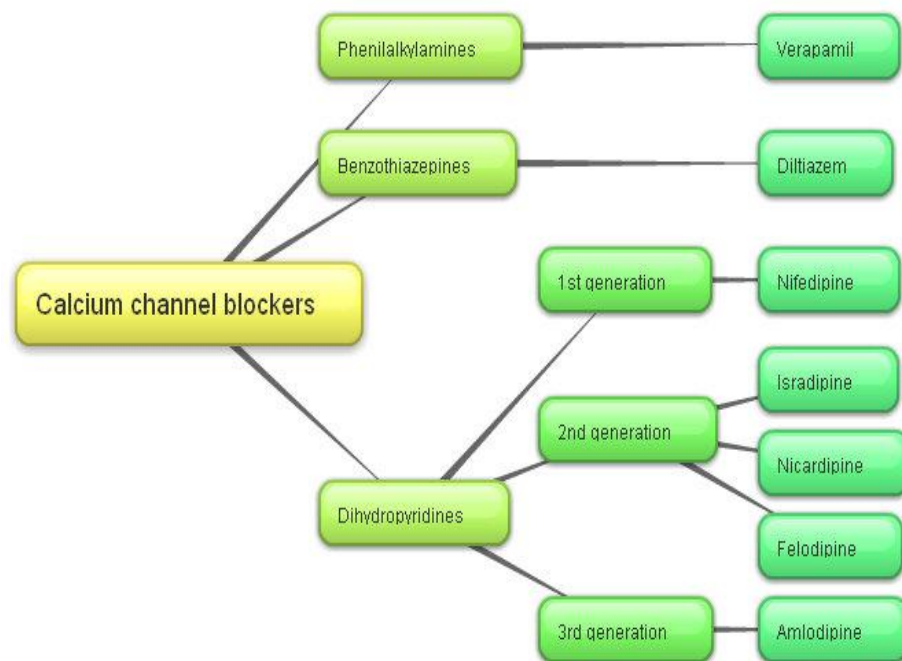 Phenilalkylamines
Verapamil
Benzothiazepines
Diltiazem
Calcium channel blockers
1st generation
Nifedipine
Isradipine
2nd generation
Nicardipine
Dihydropyridines
Felodipine
3rd generation
Amlodipine